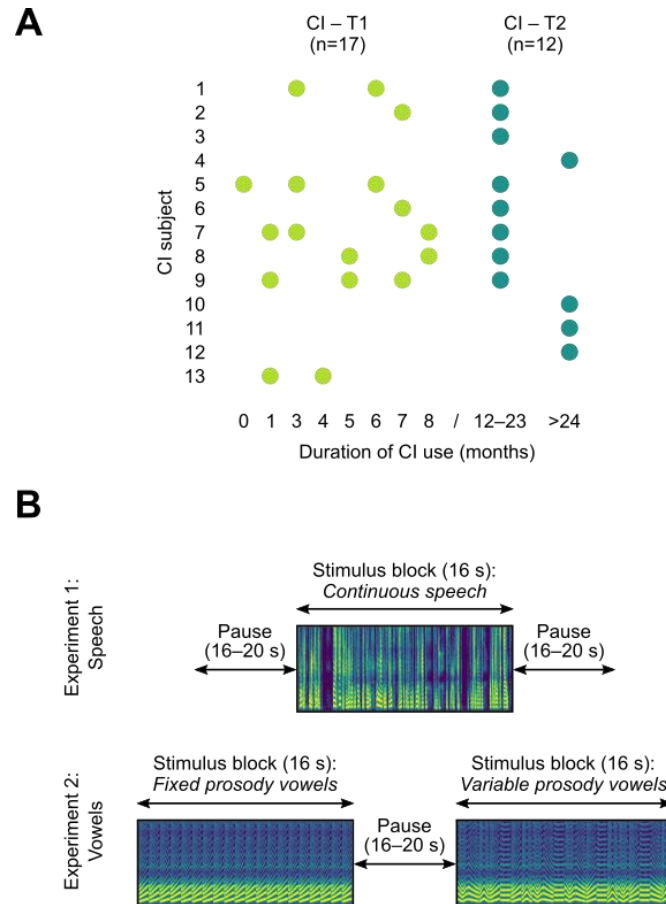 A
CI – T1
(n=17)
CI – T2
(n=12)
CI subject
1
2
3
4
5
6
7
8
9
10
11
12
13
0 1 3 4 5 6 7 8 / 12–23 >24
Duration of CI use (months)
B
Experiment 1:
Speech
Stimulus block (16 s):
Continuous speech
Pause
(16–20 s)
Pause
(16–20 s)
Experiment 2:
Vowels
Stimulus block (16 s):
Fixed prosody vowels
Pause
(16–20 s)
Stimulus block (16 s):
Variable prosody vowels